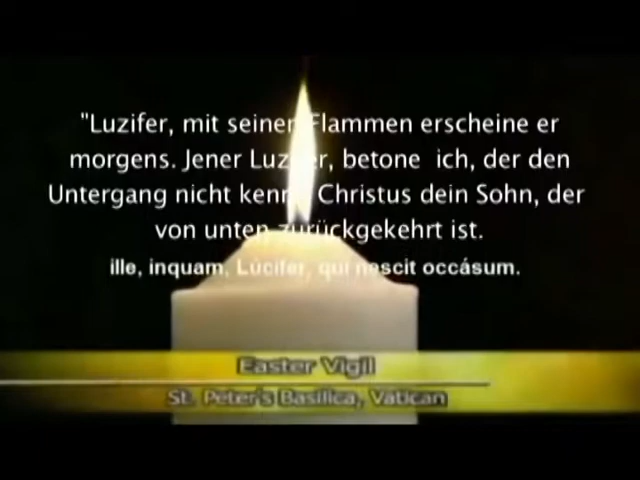 "Luzifer, mit seinen Flammen erscheine er
morgens. Jener Luzifer, betone ich, der den
Untergang nicht kennt. Christus dein Sohn, der
von unten zurückgekehrt ist.
ille, inquam, Lúcifer, qui nescit occásum.
Easter Vigil
St. Peter's Basilica, Vatican